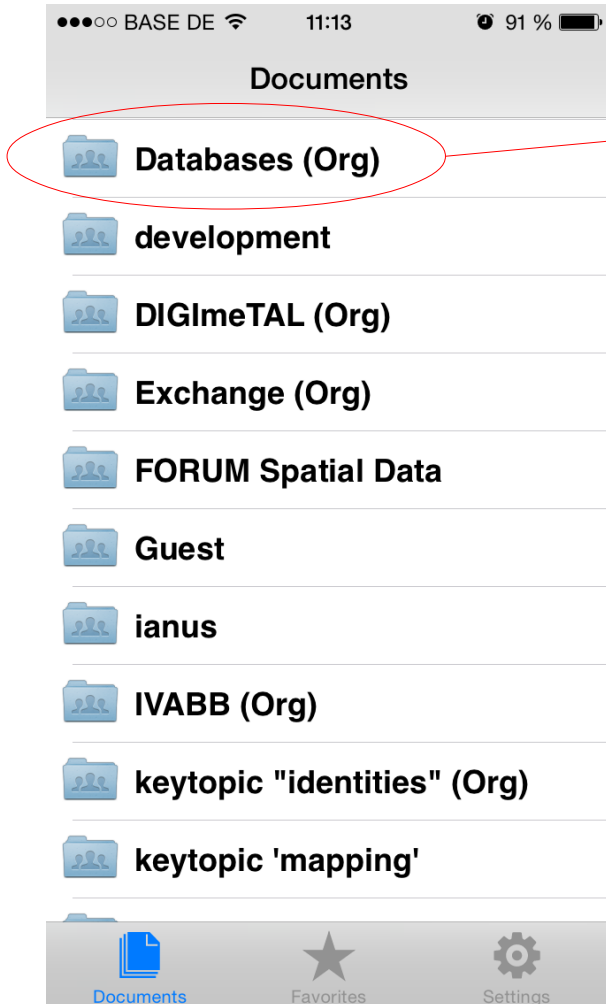 BASE DE 11:13 91 %
Documents
Databases (Org)
development
DIGImeTAL (Org)
Exchange (Org)
FORUM Spatial Data
Guest
ianus
IVABB (Org)
keytopic "identities" (Org)
keytopic 'mapping'
Documents Favorites Settings